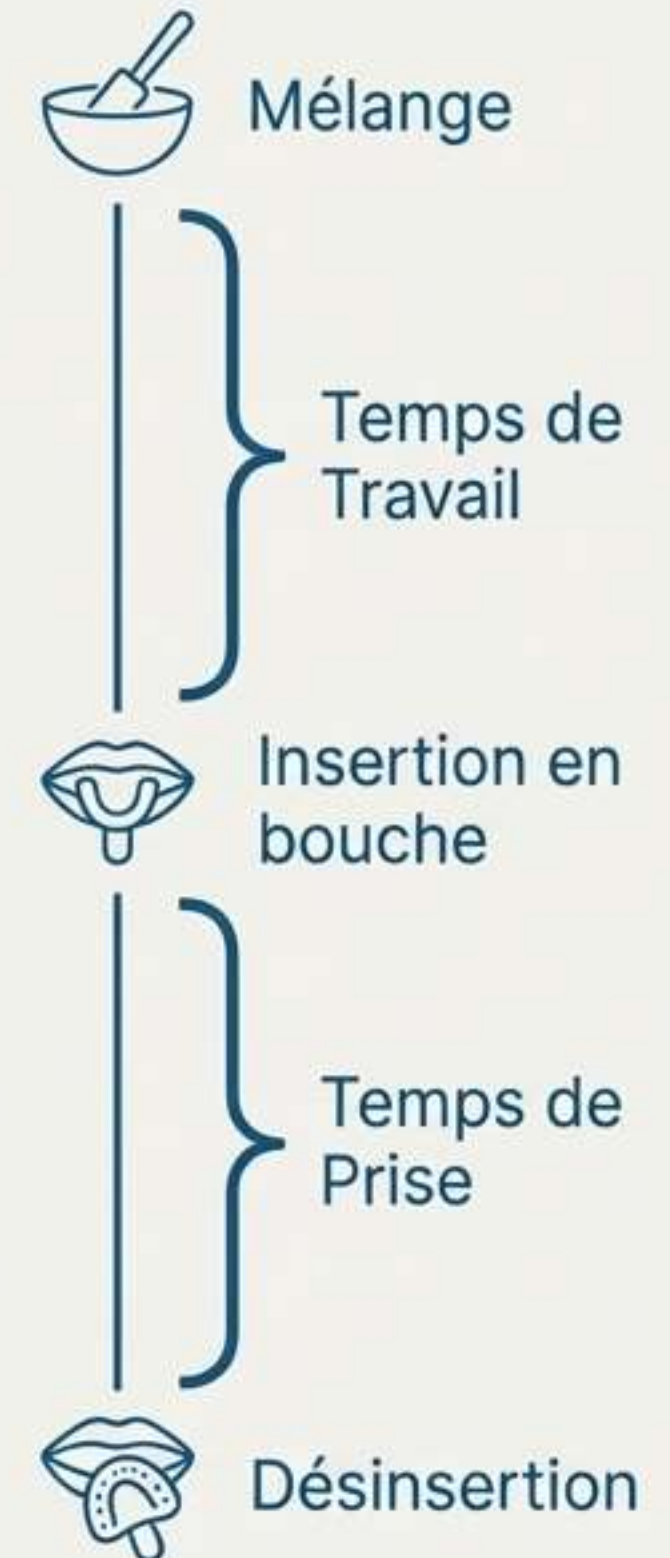 Mélange
Temps de
Travail
Insertion en
bouche
Temps de
Prise
Désinsertion